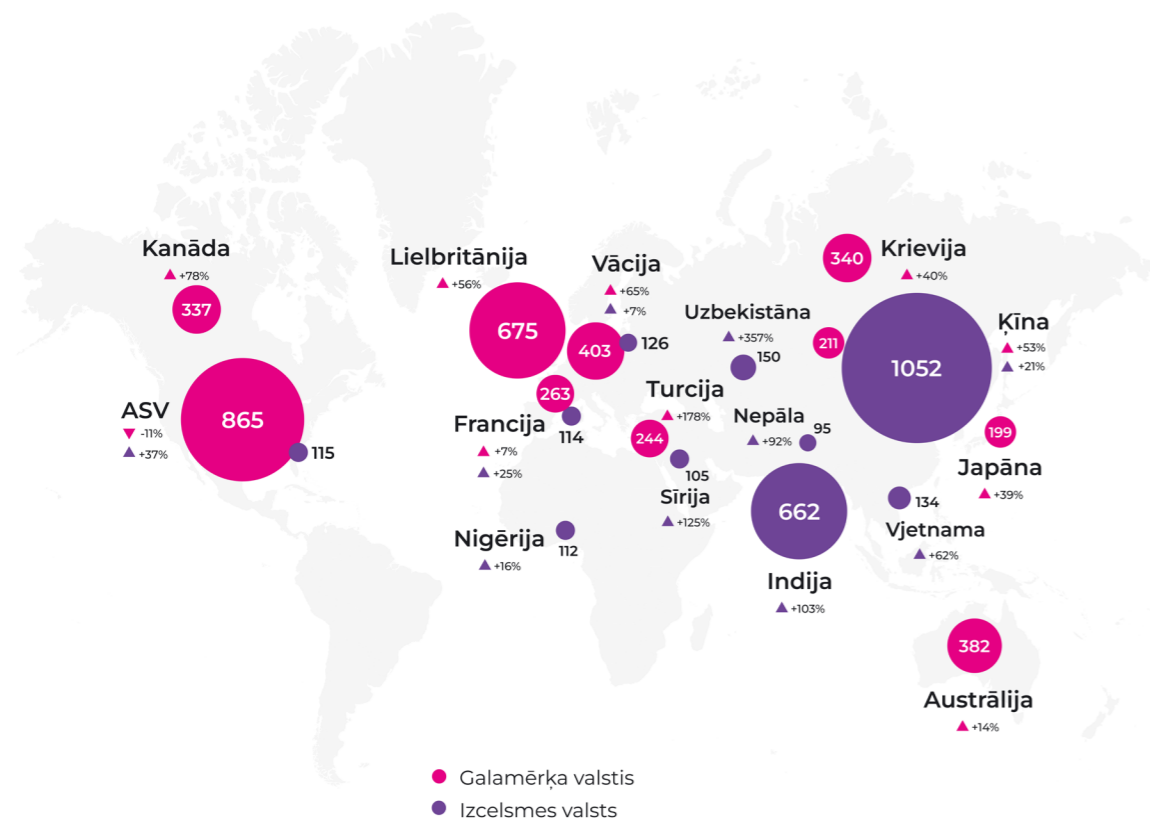 Kanāda
+78%
337
ASV
-11%
+37%
865
115
Lielbritānija
+56%
675
Vācija
+65%
+7%
403
126
263
Francija
+7%
+25%
114
Turcija
+178%
244
105
Sīrija
+125%
Nigērija
+16%
112
Uzbekistāna
+357%
150
Nepāla
+92%
95
340
Krievija
+40%
211
1052
Ķīna
+53%
+21%
199
Japāna
+39%
134
Vjetnama
+62%
662
Indija
+103%
382
Austrālija
+14%
Galamērķa valstis
Izcelsmes valsts